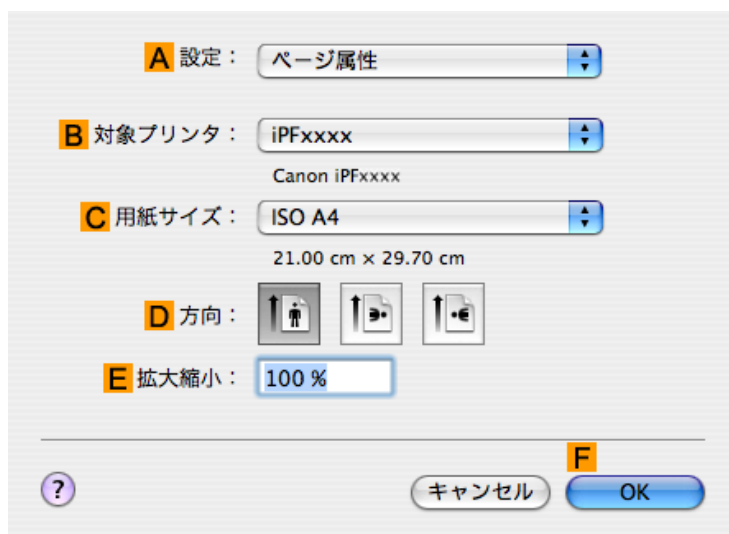 A 設定： ページ属性
B 対象プリンタ： iPFxxxx
Canon iPFxxxx
C 用紙サイズ： ISO A4
21.00 cm × 29.70 cm
D 方向：
E 拡大縮小： 100 %
F
? キャンセル OK